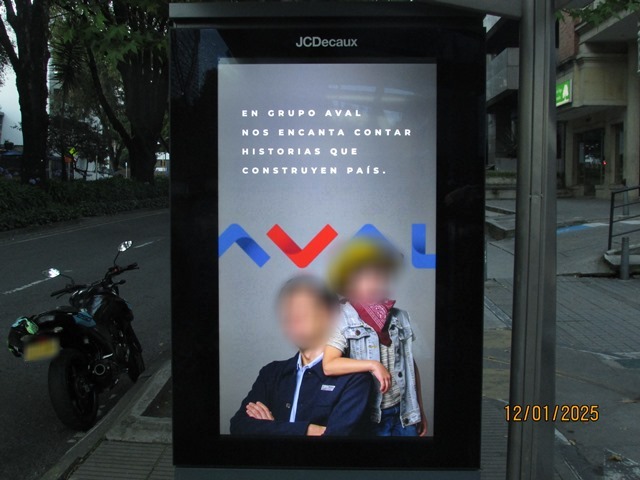 JCDecaux
EN GRUPO AVAL
NOS ENCANTA CONTAR
HISTORIAS QUE
CONSTRUYEN PAÍS.
AVAL
12/01/2025